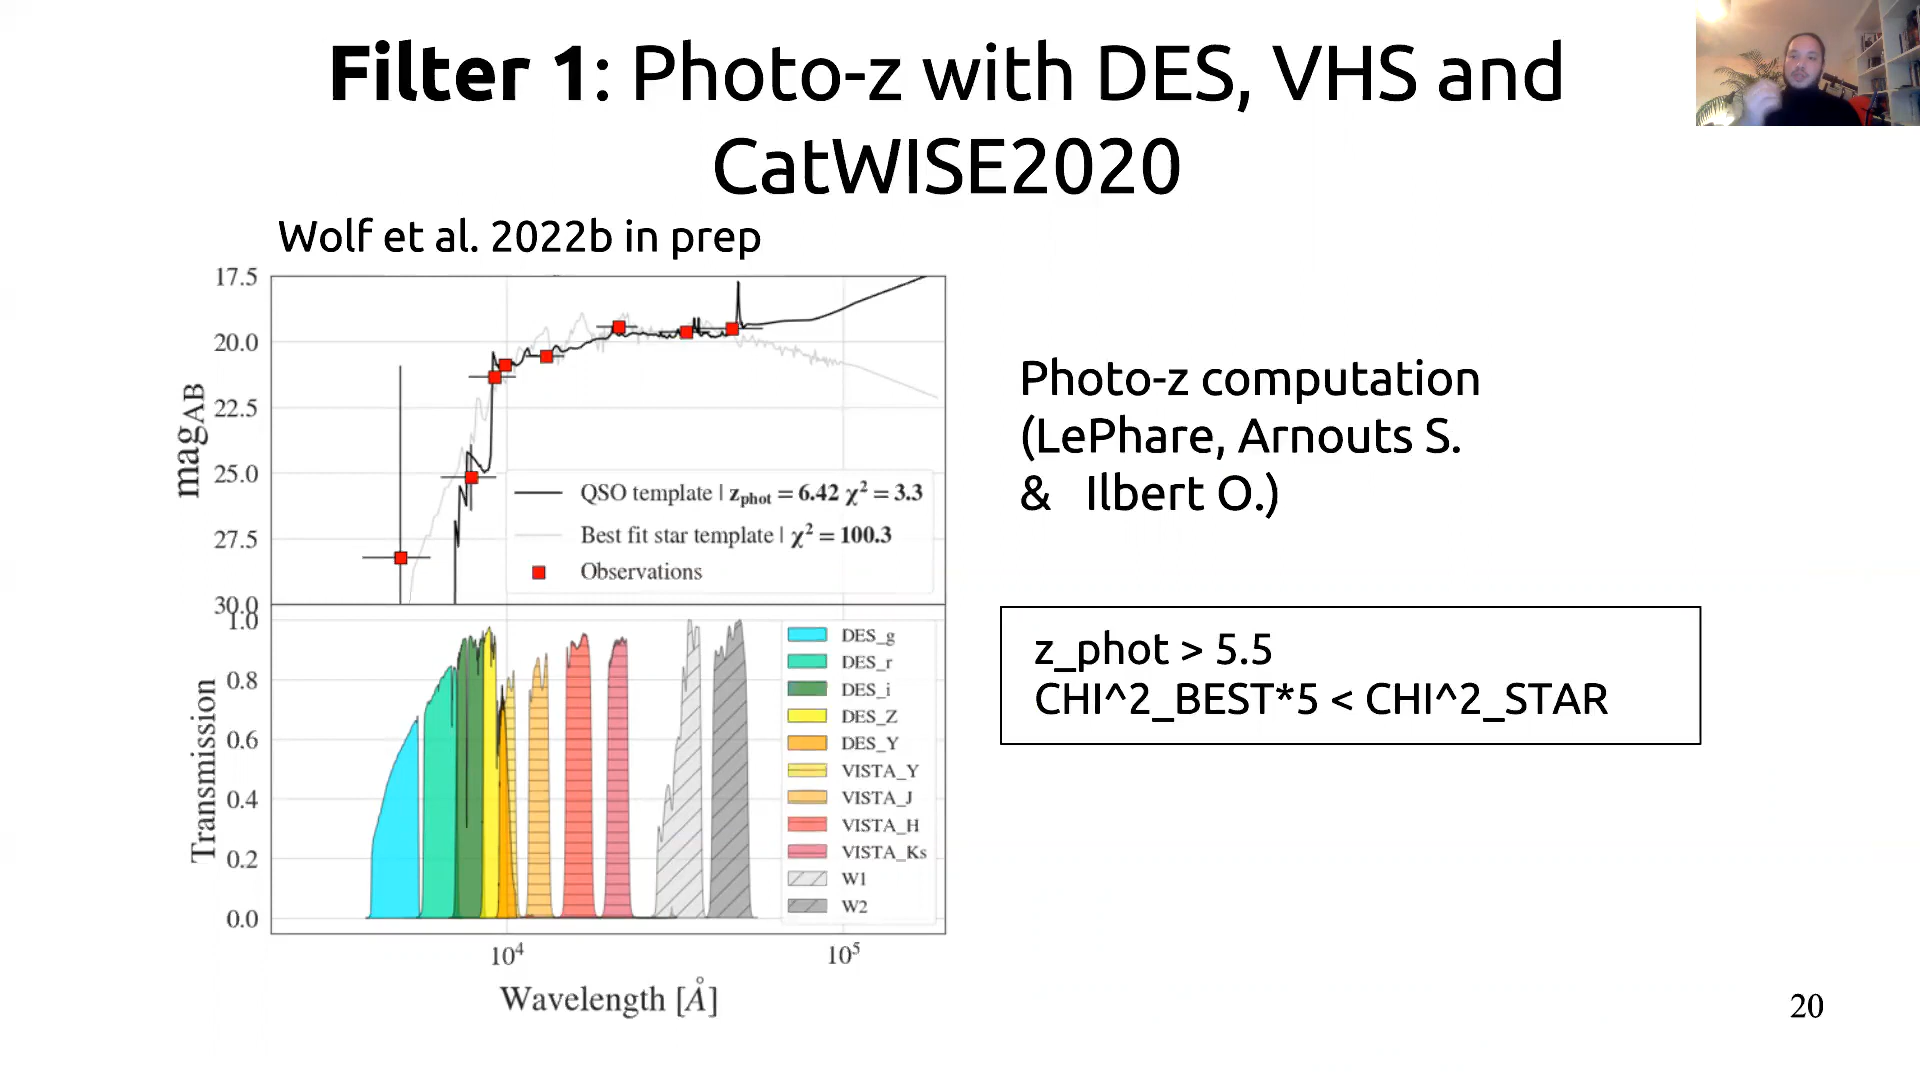 Filter 1: Photo-z with DES, VHS and
CatWISE2020
Wolf et al. 2022b in prep
17.5
20.0
22.5
25.0
27.5
30.0
mag_AB
QSO template | z_phot = 6.42 χ² = 3.3
Best fit star template | χ² = 100.3
Observations
1.0
0.8
0.6
0.4
0.2
0.0
Transmission
DES_g
DES_r
DES_i
DES_Z
DES_Y
VISTA_Y
VISTA_J
VISTA_H
VISTA_Ks
W1
W2
10⁴ 10⁵
Wavelength [Å]
Photo-z computation
(LePhare, Arnouts S.
& Ilbert O.)
z_phot > 5.5
CHI^2_BEST*5 < CHI^2_STAR
20